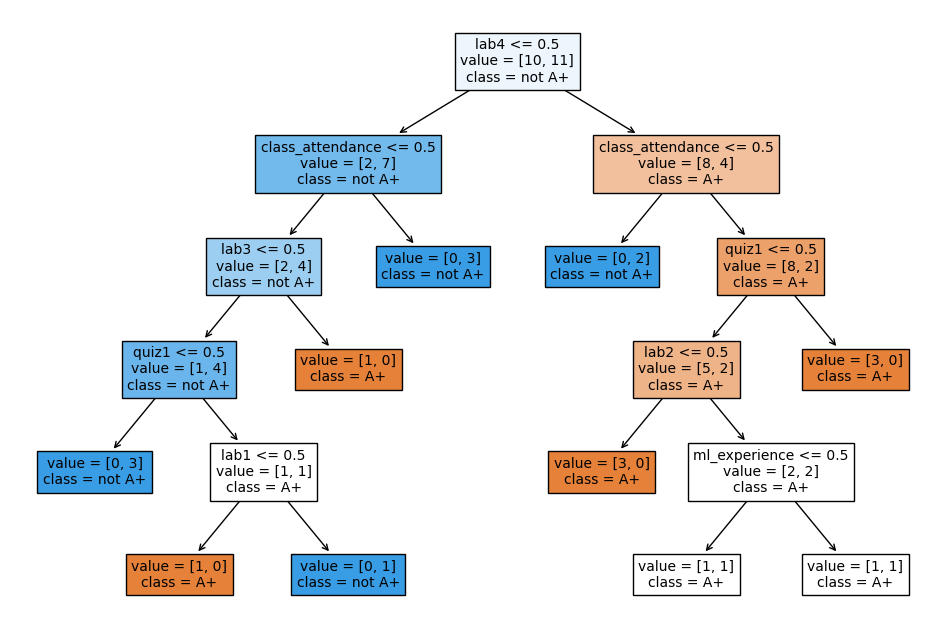 lab4 <= 0.5
value = [10, 11]
class = not A+
class_attendance <= 0.5
value = [2, 7]
class = not A+
class_attendance <= 0.5
value = [8, 4]
class = A+
lab3 <= 0.5
value = [2, 4]
class = not A+
value = [0, 3]
class = not A+
value = [0, 2]
class = not A+
quiz1 <= 0.5
value = [8, 2]
class = A+
quiz1 <= 0.5
value = [1, 4]
class = not A+
value = [1, 0]
class = A+
lab2 <= 0.5
value = [5, 2]
class = A+
value = [3, 0]
class = A+
value = [0, 3]
class = not A+
lab1 <= 0.5
value = [1, 1]
class = A+
value = [3, 0]
class = A+
ml_experience <= 0.5
value = [2, 2]
class = A+
value = [1, 0]
class = A+
value = [0, 1]
class = not A+
value = [1, 1]
class = A+
value = [1, 1]
class = A+